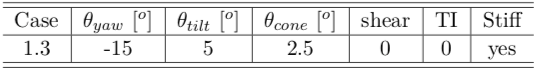 Case θyaw [o] θtilt [o] θcone [o] shear TI Stiff
1.3 -15 5 2.5 0 0 yes